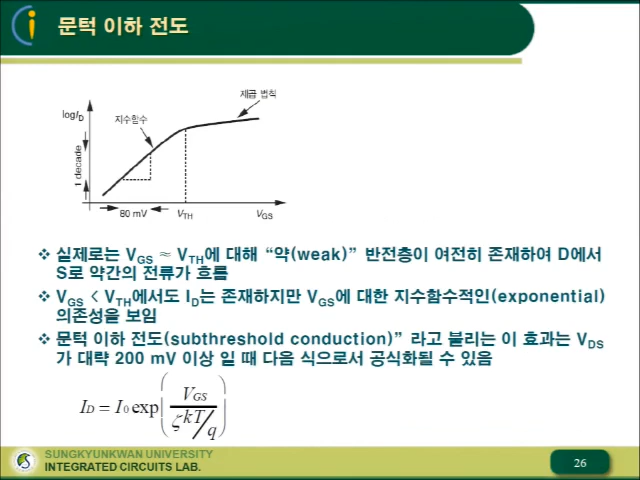 문턱 이하 전도
제곱 법칙
logI_D
지수함수
1 decade
80 mV
V_TH
V_GS
❖ 실제로는 V_GS ≈ V_TH에 대해 “약(weak)” 반전층이 여전히 존재하여 D에서
S로 약간의 전류가 흐름
❖ V_GS < V_TH에서도 I_D는 존재하지만 V_GS에 대한 지수함수적인(exponential)
의존성을 보임
❖ 문턱 이하 전도(subthreshold conduction)” 라고 불리는 이 효과는 V_DS
가 대략 200 mV 이상 일 때 다음 식으로서 공식화될 수 있음
I_D = I_0 exp( V_GS / ( ζ kT/q ) )
SUNGKYUNKWAN UNIVERSITY
INTEGRATED CIRCUITS LAB.
26